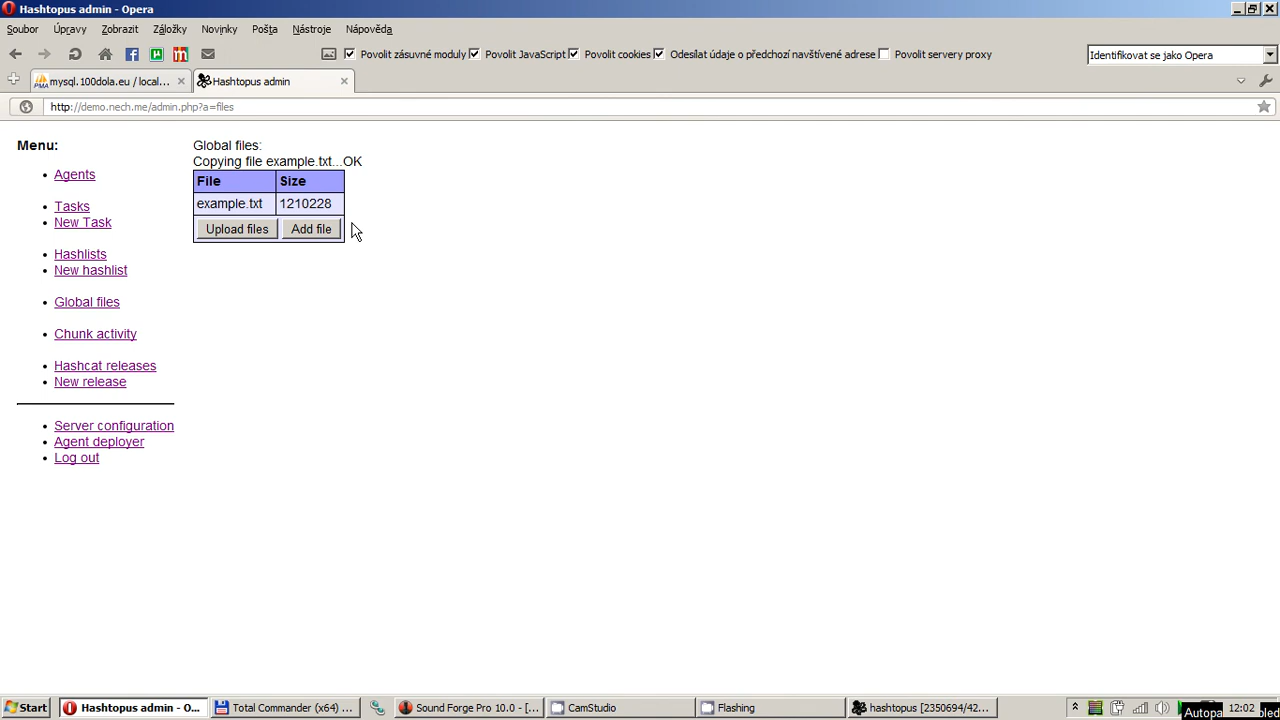 Hashtopus admin - Opera
Soubor Úpravy Zobrazit Záložky Novinky Pošta Nástroje Nápověda
Povolit zásuvné moduly Povolit JavaScript Povolit cookies Odesílat údaje o předchozí navštívené adrese Povolit servery proxy Identifikovat se jako Opera
PMA mysql.100dola.eu / local... Hashtopus admin
http://demo.nech.me/admin.php?a=files
Menu:
Agents
Tasks
New Task
Hashlists
New hashlist
Global files
Chunk activity
Hashcat releases
New release
Server configuration
Agent deployer
Log out
Global files:
Copying file example.txt...OK
File Size
example.txt 1210228
Upload files Add file
Start Hashtopus admin - O... Total Commander (x64) ... Sound Forge Pro 10.0 - [... CamStudio Flashing hashtopus [2350694/42... 12:02